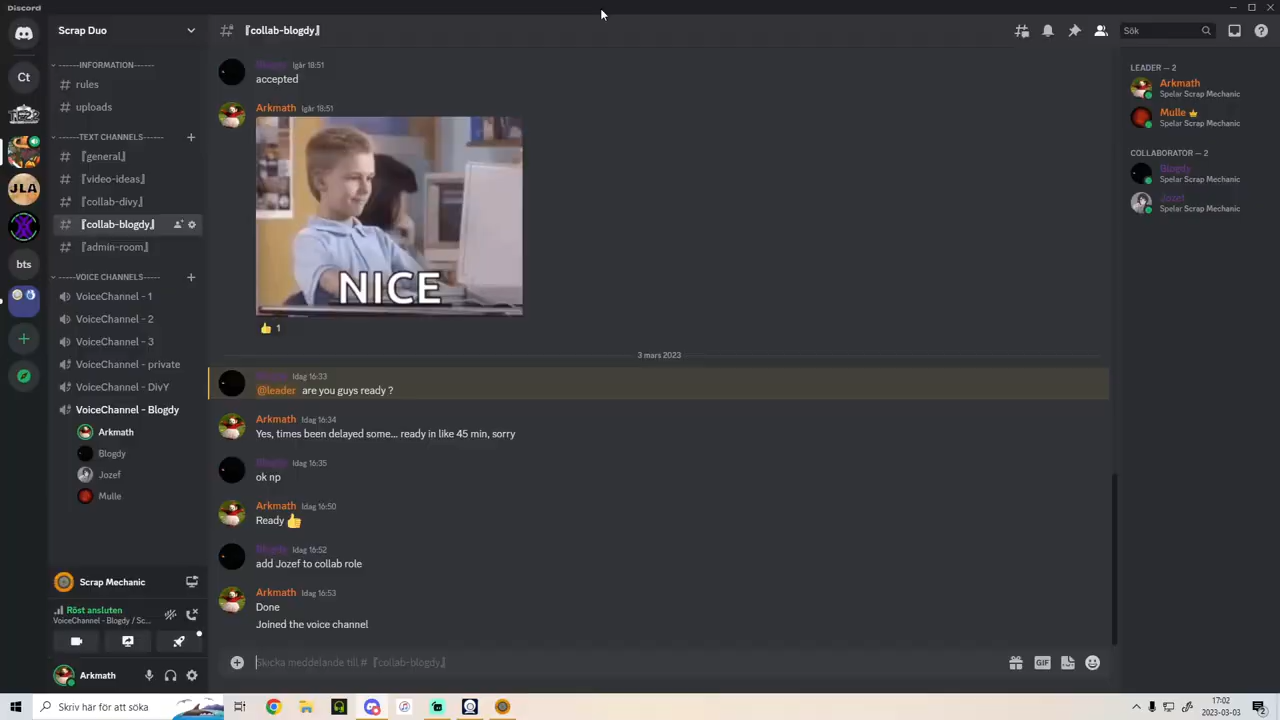 Discord
Scrap Duo
『collab-blogdy』
Sök
INFORMATION
rules
uploads
TEXT CHANNELS
『general』
『video-ideas』
『collab-divy』
『collab-blogdy』
『admin-room』
VOICE CHANNELS
VoiceChannel - 1
VoiceChannel - 2
VoiceChannel - 3
VoiceChannel - private
VoiceChannel - DivY
VoiceChannel - Blogdy
Arkmath
Blogdy
Jozef
Mulle
Scrap Mechanic
Röst ansluten
VoiceChannel - Blogdy / Sc...
Arkmath
Ct
JLA
bts
Blogdy Igår 18:51
accepted
Arkmath Igår 18:51
NICE
1
3 mars 2023
Blogdy Idag 16:33
@leader are you guys ready ?
Arkmath Idag 16:34
Yes, times been delayed some... ready in like 45 min, sorry
Blogdy Idag 16:35
ok np
Arkmath Idag 16:50
Ready
Blogdy Idag 16:52
add Jozef to collab role
Arkmath Idag 16:53
Done
Joined the voice channel
Skicka meddelande till # 『collab-blogdy』
GIF
LEADER — 2
Arkmath
Spelar Scrap Mechanic
Mulle
Spelar Scrap Mechanic
COLLABORATOR — 2
Blogdy
Spelar Scrap Mechanic
Jozef
Spelar Scrap Mechanic
Skriv här för att söka
17:02
2023-03-03
2